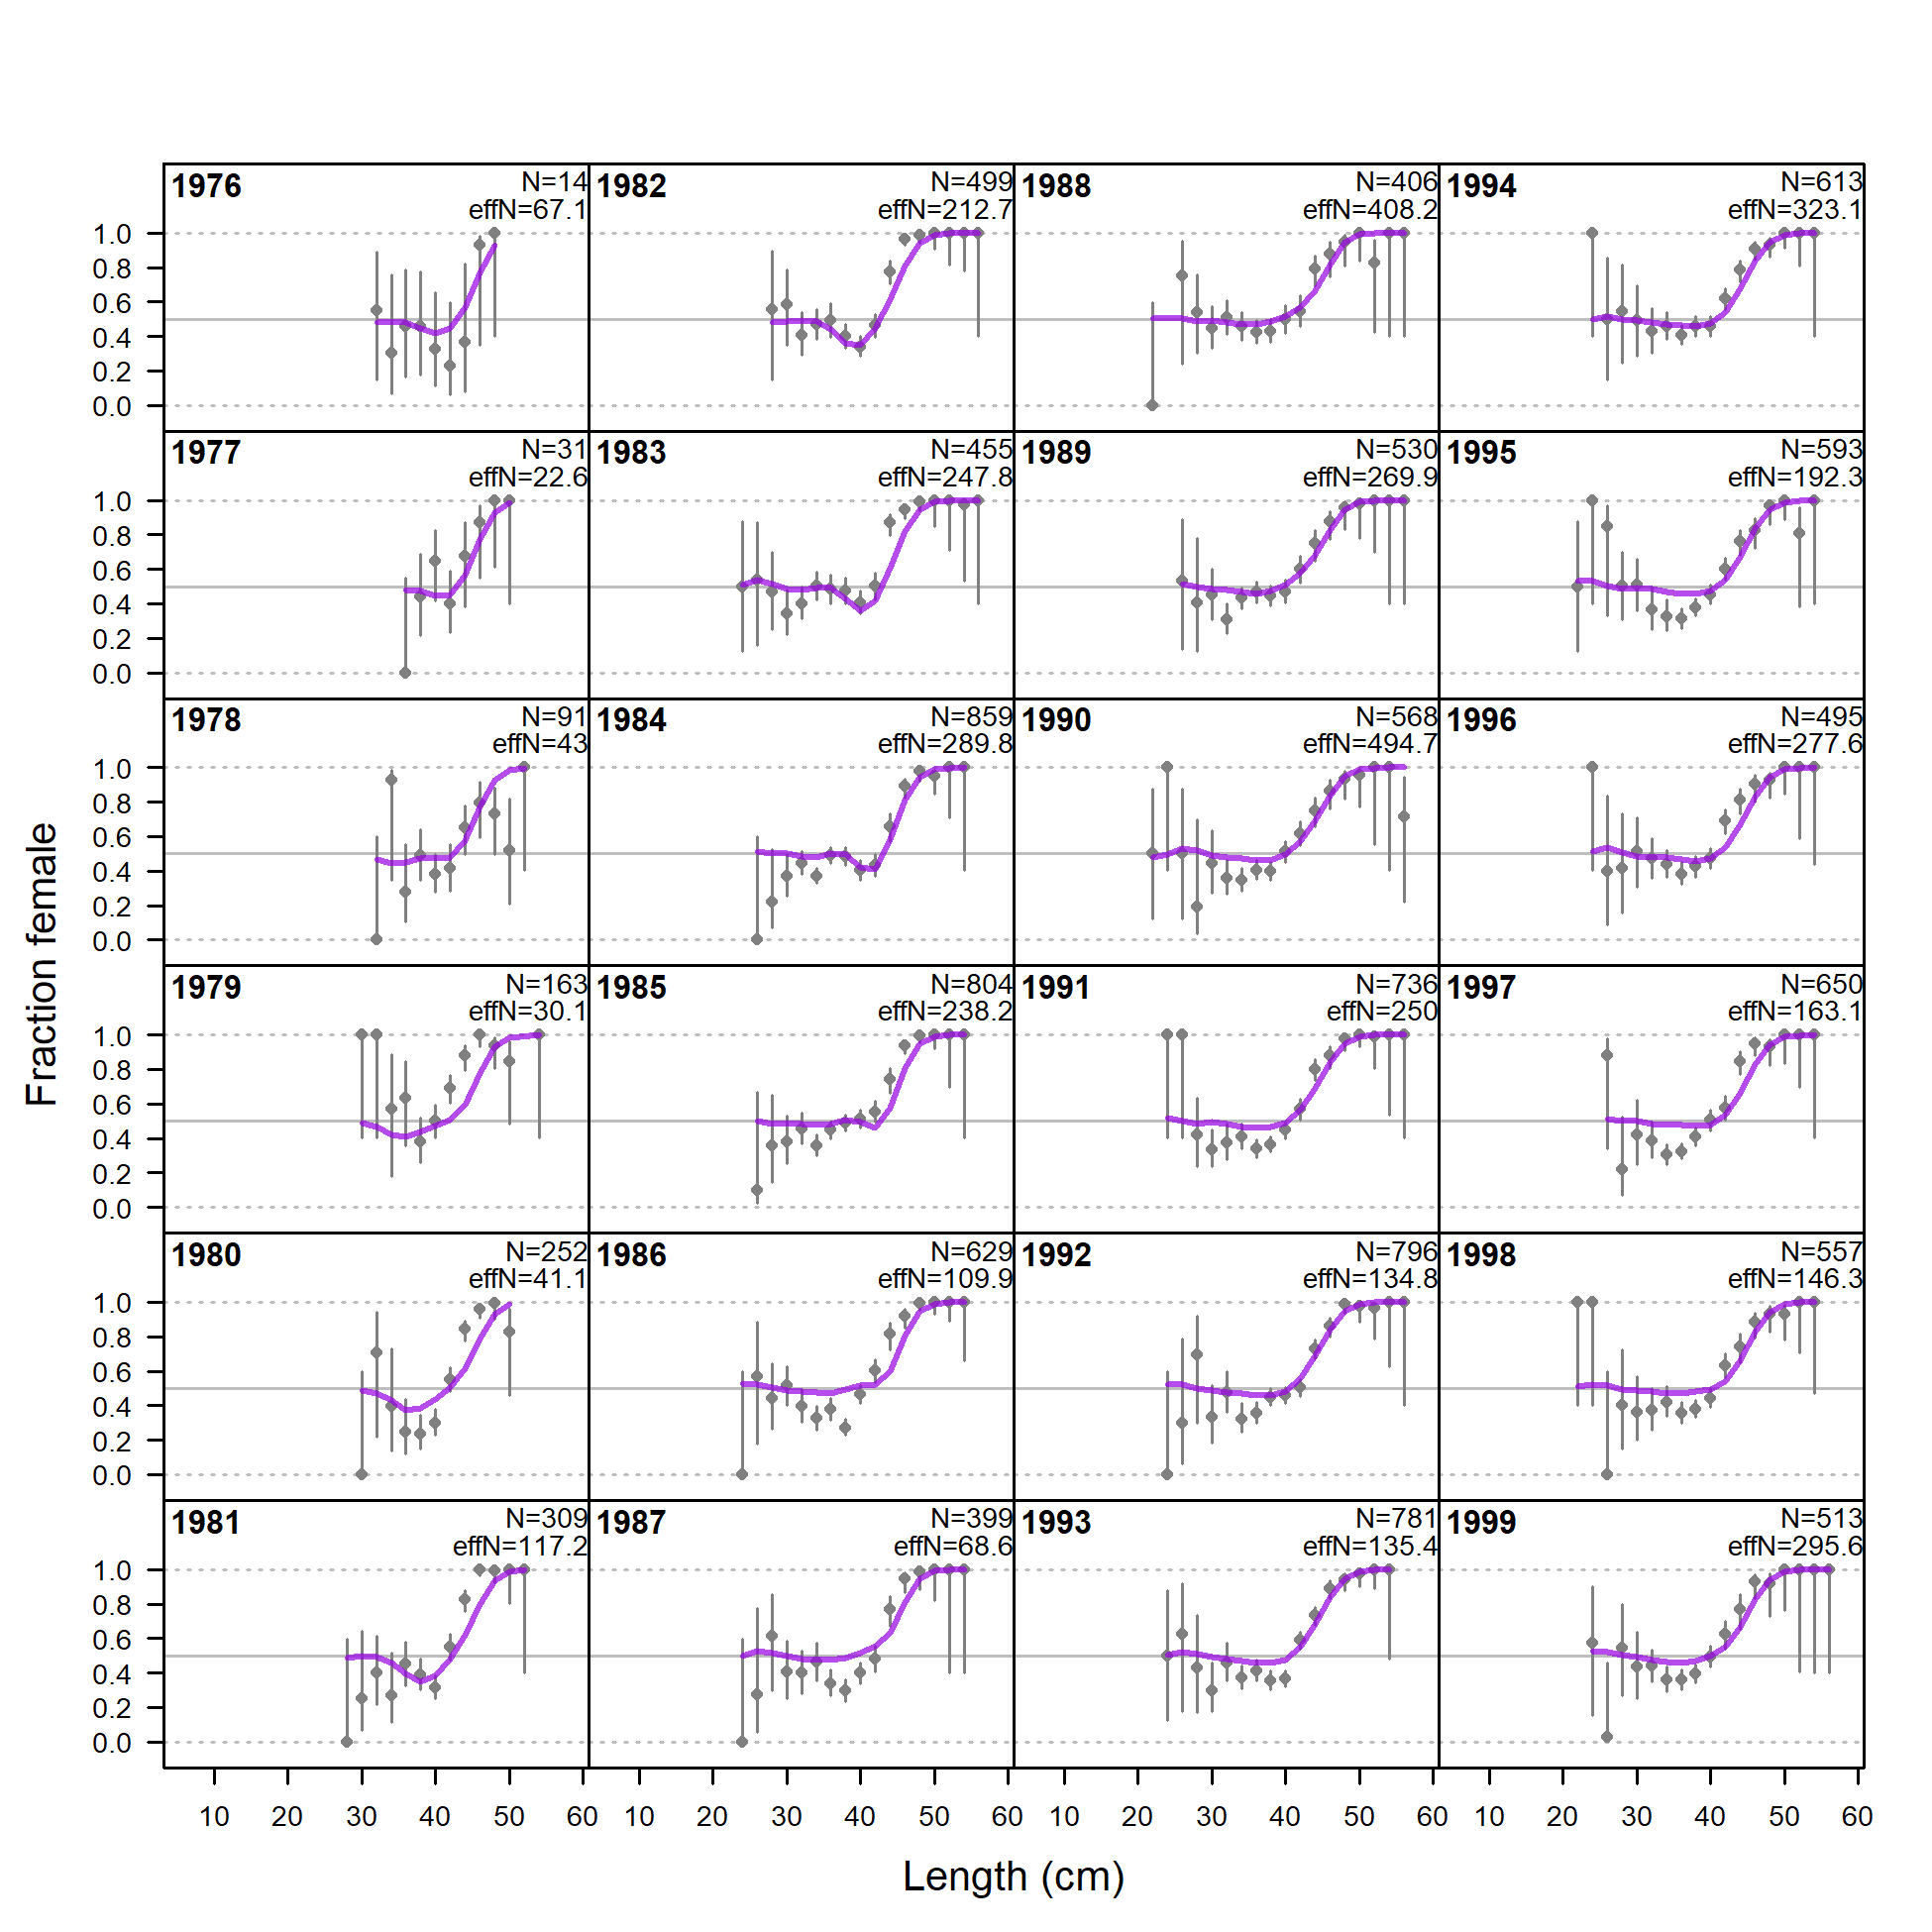 1976 N=14 1982 N=499 1988 N=406 1994 N=613
effN=67.1 effN=212.7 effN=408.2 effN=323.1
1.0
0.8
0.6
0.4
0.2
0.0
1977 N=31 1983 N=455 1989 N=530 1995 N=593
effN=22.6 effN=247.8 effN=269.9 effN=192.3
1.0
0.8
0.6
0.4
0.2
0.0
1978 N=91 1984 N=859 1990 N=568 1996 N=495
effN=43 effN=289.8 effN=494.7 effN=277.6
1.0
0.8
0.6
0.4
0.2
0.0
1979 N=163 1985 N=804 1991 N=736 1997 N=650
effN=30.1 effN=238.2 effN=250 effN=163.1
1.0
0.8
0.6
0.4
0.2
0.0
1980 N=252 1986 N=629 1992 N=796 1998 N=557
effN=41.1 effN=109.9 effN=134.8 effN=146.3
1.0
0.8
0.6
0.4
0.2
0.0
1981 N=309 1987 N=399 1993 N=781 1999 N=513
effN=117.2 effN=68.6 effN=135.4 effN=295.6
1.0
0.8
0.6
0.4
0.2
0.0
10 20 30 40 50 60 10 20 30 40 50 60 10 20 30 40 50 60 10 20 30 40 50 60
Length (cm)
Fraction female